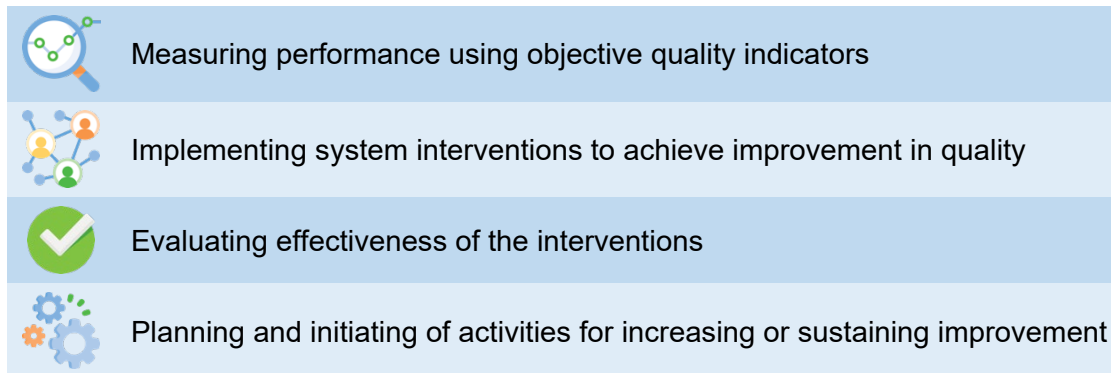 Measuring performance using objective quality indicators
Implementing system interventions to achieve improvement in quality
Evaluating effectiveness of the interventions
Planning and initiating of activities for increasing or sustaining improvement